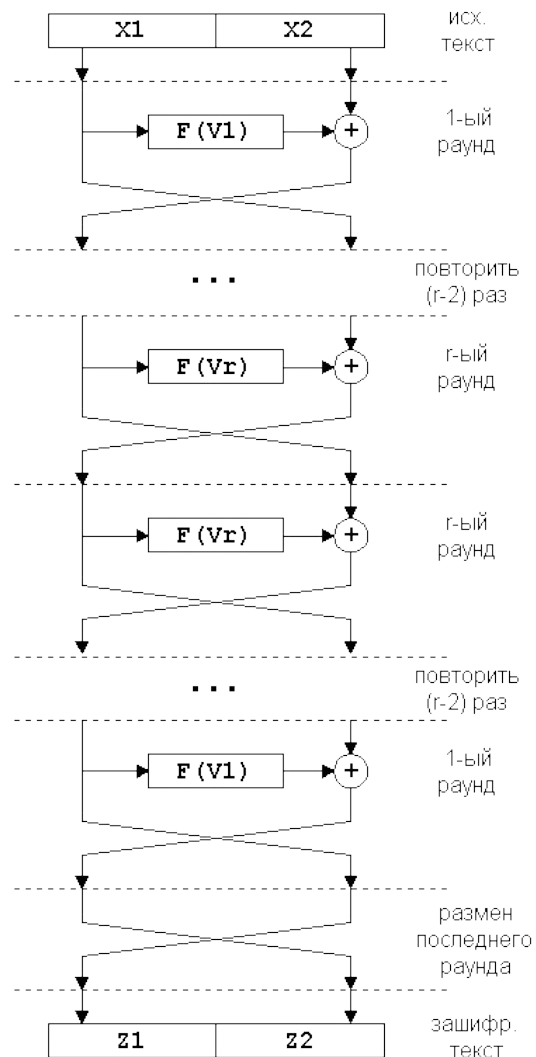 X1 X2
исх.
текст
F(V1) +
1-ый
раунд
...
повторить
(r-2) раз
F(Vr) +
r-ый
раунд
F(Vr) +
r-ый
раунд
...
повторить
(r-2) раз
F(V1) +
1-ый
раунд
размен
последнего
раунда
Z1 Z2
зашифр.
текст